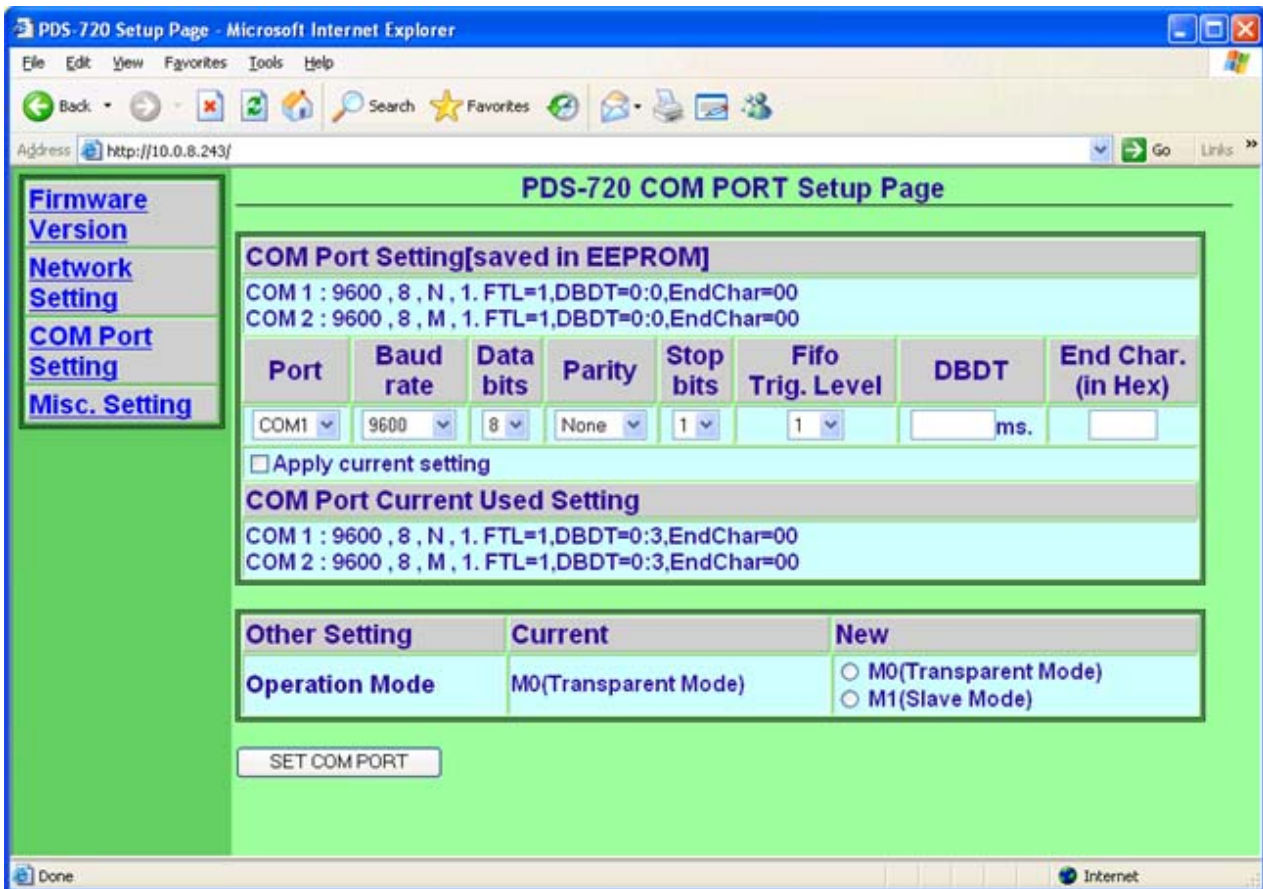 PDS-720 Setup Page - Microsoft Internet Explorer
File Edit View Favorites Tools Help
Back Search Favorites
Address http://10.0.8.243/ Go Links »
Firmware
Version
Network
Setting
COM Port
Setting
Misc. Setting
PDS-720 COM PORT Setup Page
COM Port Setting[saved in EEPROM]
COM 1 : 9600 , 8 , N , 1. FTL=1,DBDT=0:0,EndChar=00
COM 2 : 9600 , 8 , M , 1. FTL=1,DBDT=0:0,EndChar=00
Port Baud rate Data bits Parity Stop bits Fifo Trig. Level DBDT End Char. (in Hex)
COM1 9600 8 None 1 1 ms.
Apply current setting
COM Port Current Used Setting
COM 1 : 9600 , 8 , N , 1. FTL=1,DBDT=0:3,EndChar=00
COM 2 : 9600 , 8 , M , 1. FTL=1,DBDT=0:3,EndChar=00
Other Setting Current New
Operation Mode M0(Transparent Mode) M0(Transparent Mode)
M1(Slave Mode)
SET COM PORT
Done Internet